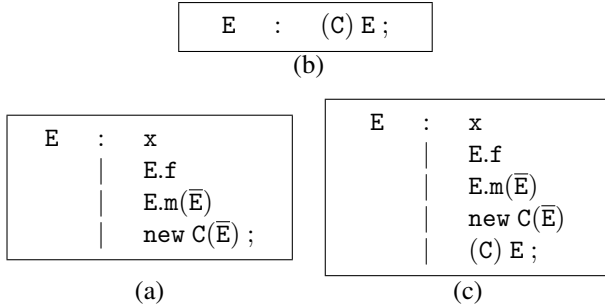 E : (C) E ;
(b)
E : x
| E.f
| E.m(E̅)
| new C(E̅) ;
(a)
E : x
| E.f
| E.m(E̅)
| new C(E̅)
| (C) E ;
(c)